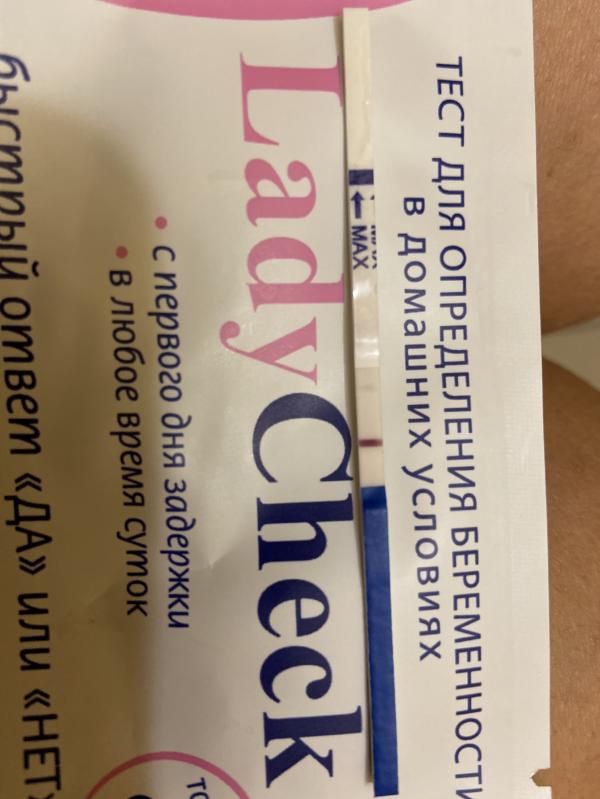 ТЕСТ ДЛЯ ОПРЕДЕЛЕНИЯ БЕРЕМЕННОСТИ
В ДОМАШНИХ УСЛОВИЯХ
MAX
LadyCheck
• с первого дня задержки
• в любое время суток
быстрый ответ «ДА» или «НЕТ»